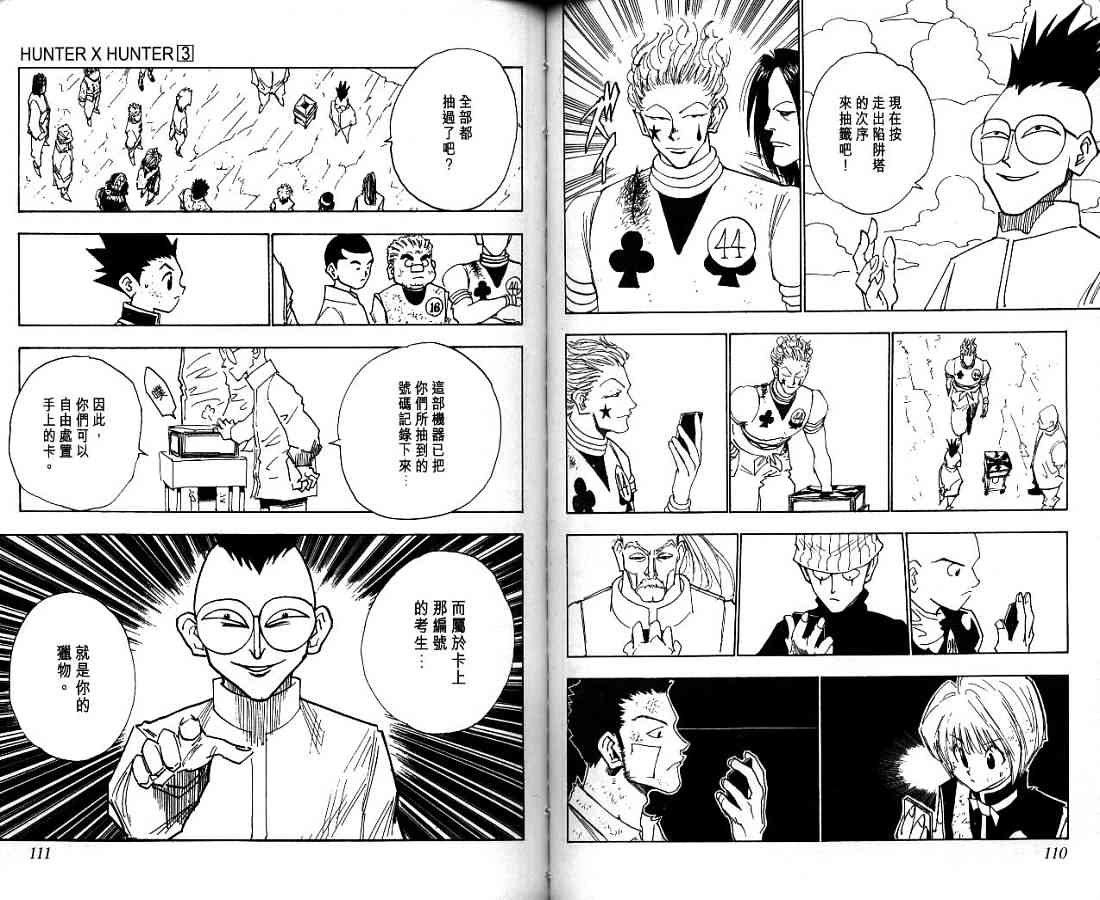 現在按
走出陷阱塔
的次序
來抽籤吧！
44
44
HUNTER X HUNTER 3
全部都
抽過了吧？
16
44
這部機器已把
你們所抽到的
號碼記錄下來…
噗
因此，
你們可以
自由處置
手上的卡。
而屬於卡上
那編號
的考生…
就是你的
獵物。
111
110